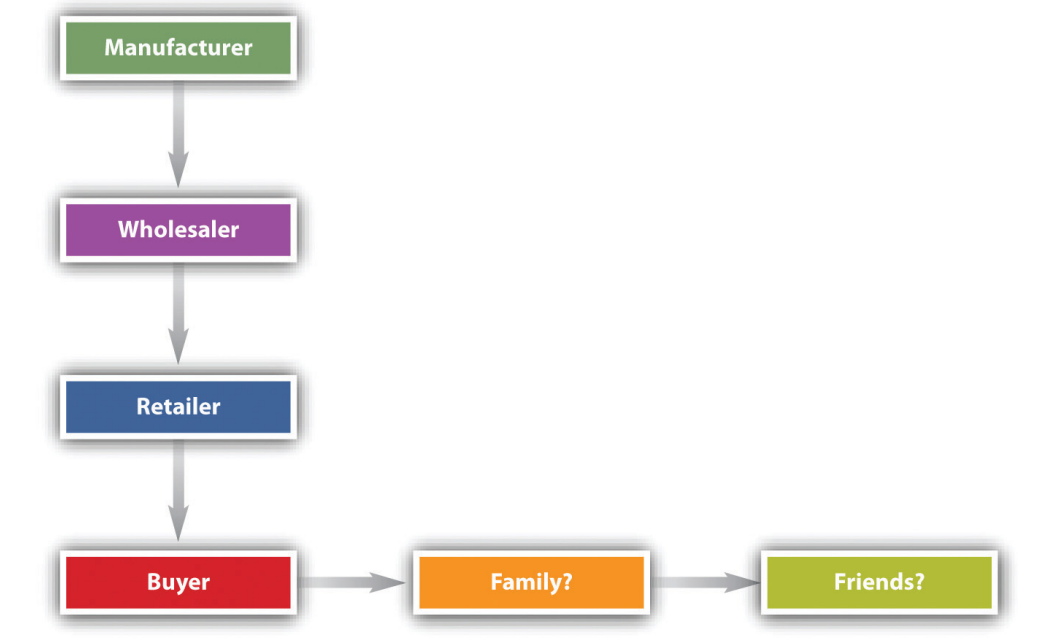 Manufacturer
Wholesaler
Retailer
Buyer
Family?
Friends?